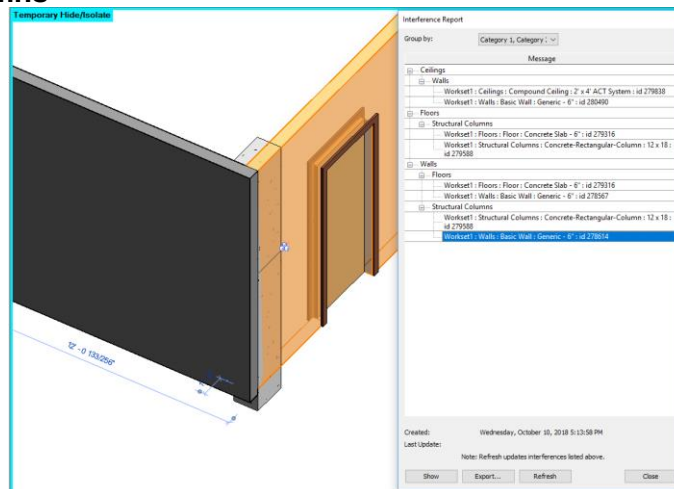 Temporary Hide/Isolate
12' - 0 133/256"
Interference Report
Group by:
Category 1, Category 2
Message
Ceilings
Walls
Workset1 : Ceilings : Compound Ceiling : 2' x 4' ACT System : id 279838
Workset1 : Walls : Basic Wall : Generic - 6" : id 280490
Floors
Structural Columns
Workset1 : Floors : Floor : Concrete Slab - 6" : id 279316
Workset1 : Structural Columns : Concrete-Rectangular-Column : 12 x 18 :
id 279588
Walls
Floors
Workset1 : Floors : Floor : Concrete Slab - 6" : id 279316
Workset1 : Walls : Basic Wall : Generic - 6" : id 278567
Structural Columns
Workset1 : Structural Columns : Concrete-Rectangular-Column : 12 x 18 :
id 279588
Workset1 : Walls : Basic Wall : Generic - 6" : id 278614
Created:
Wednesday, October 10, 2018 5:13:58 PM
Last Update:
Note: Refresh updates interferences listed above.
Show
Export...
Refresh
Close